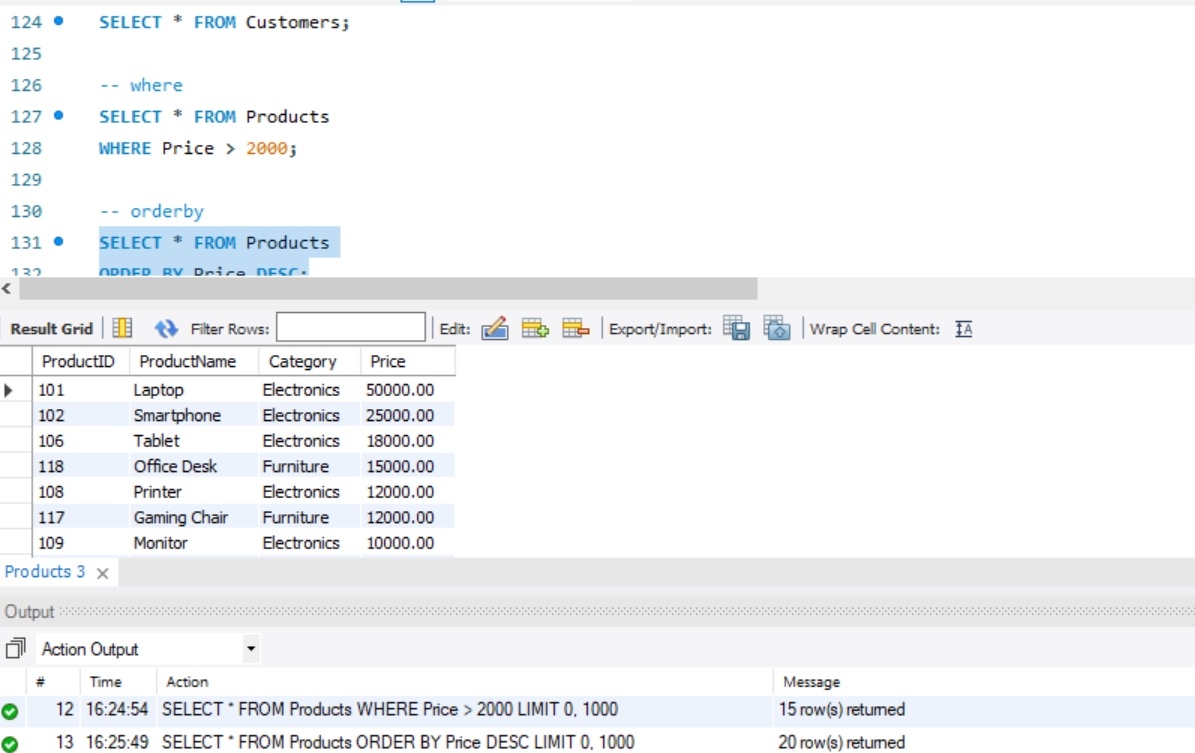 124 SELECT * FROM Customers;
125
126 -- where
127 SELECT * FROM Products
128 WHERE Price > 2000;
129
130 -- orderby
131 SELECT * FROM Products
132 ORDER BY Price DESC;
Result Grid Filter Rows: Edit: Export/Import: Wrap Cell Content: IA
ProductID ProductName Category Price
101 Laptop Electronics 50000.00
102 Smartphone Electronics 25000.00
106 Tablet Electronics 18000.00
118 Office Desk Furniture 15000.00
108 Printer Electronics 12000.00
117 Gaming Chair Furniture 12000.00
109 Monitor Electronics 10000.00
Products 3
Output
Action Output
# Time Action Message
12 16:24:54 SELECT * FROM Products WHERE Price > 2000 LIMIT 0, 1000 15 row(s) returned
13 16:25:49 SELECT * FROM Products ORDER BY Price DESC LIMIT 0, 1000 20 row(s) returned